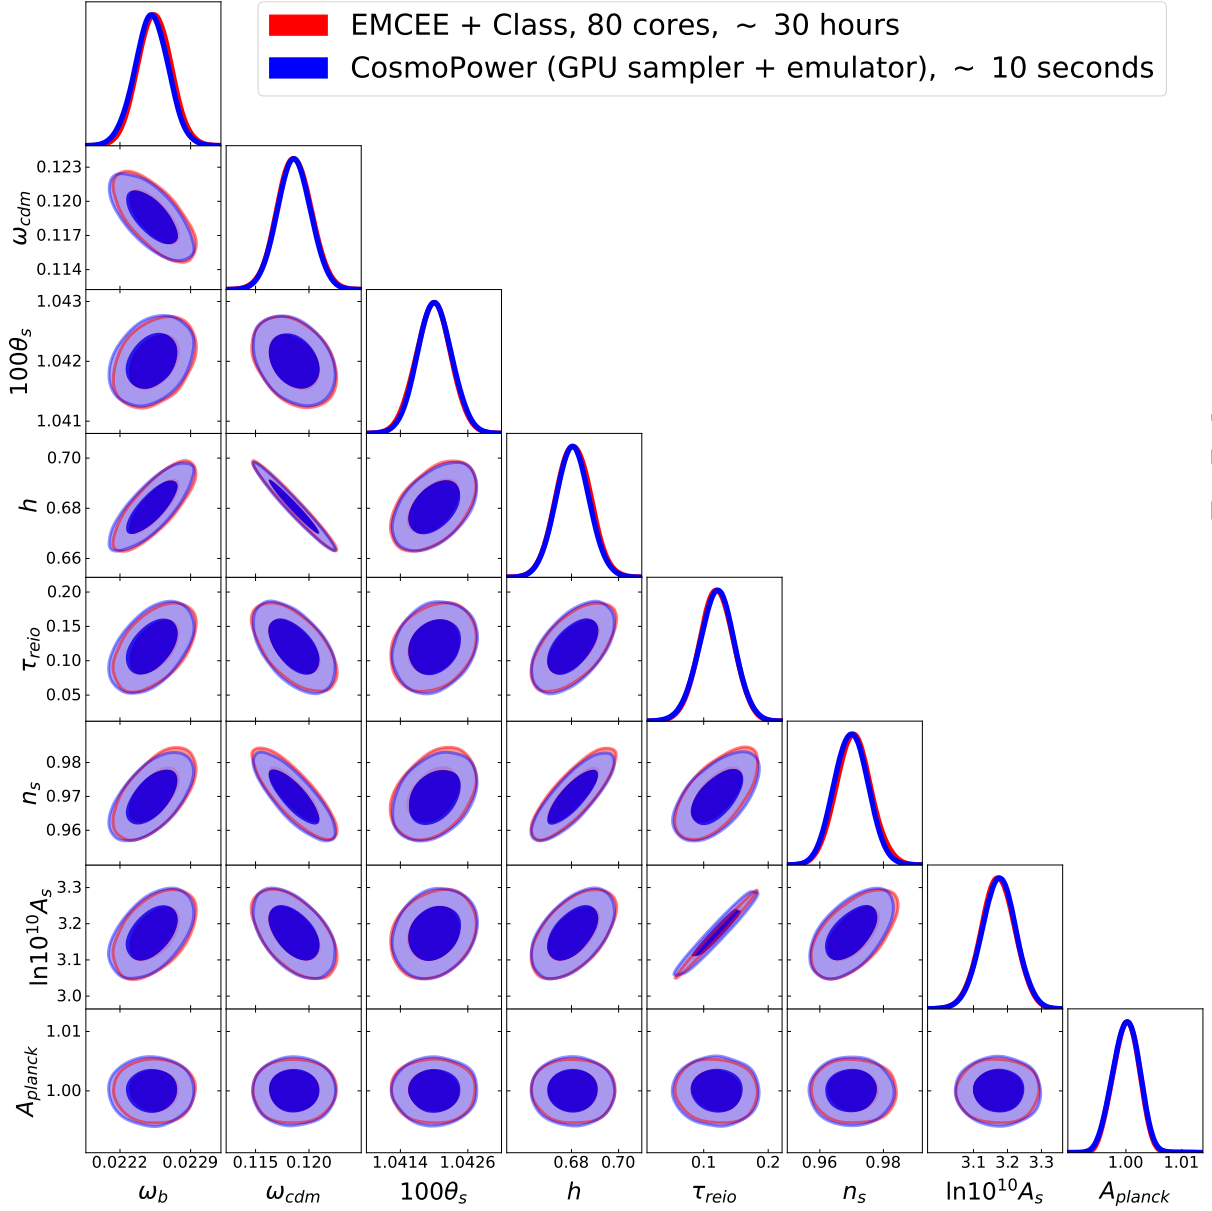 EMCEE + Class, 80 cores, ~ 30 hours
CosmoPower (GPU sampler + emulator), ~ 10 seconds
0.123
0.120
0.117
0.114
ω_cdm
1.043
1.042
1.041
100θ_s
0.70
0.68
0.66
h
0.20
0.15
0.10
0.05
τ_reio
0.98
0.97
0.96
n_s
3.3
3.2
3.1
3.0
ln10^10A_s
1.01
1.00
A_planck
0.0222 0.0229 0.115 0.120 1.0414 1.0426 0.68 0.70 0.1 0.2 0.96 0.98 3.1 3.2 3.3 1.00 1.01
ω_b ω_cdm 100θ_s h τ_reio n_s ln10^10A_s A_planck